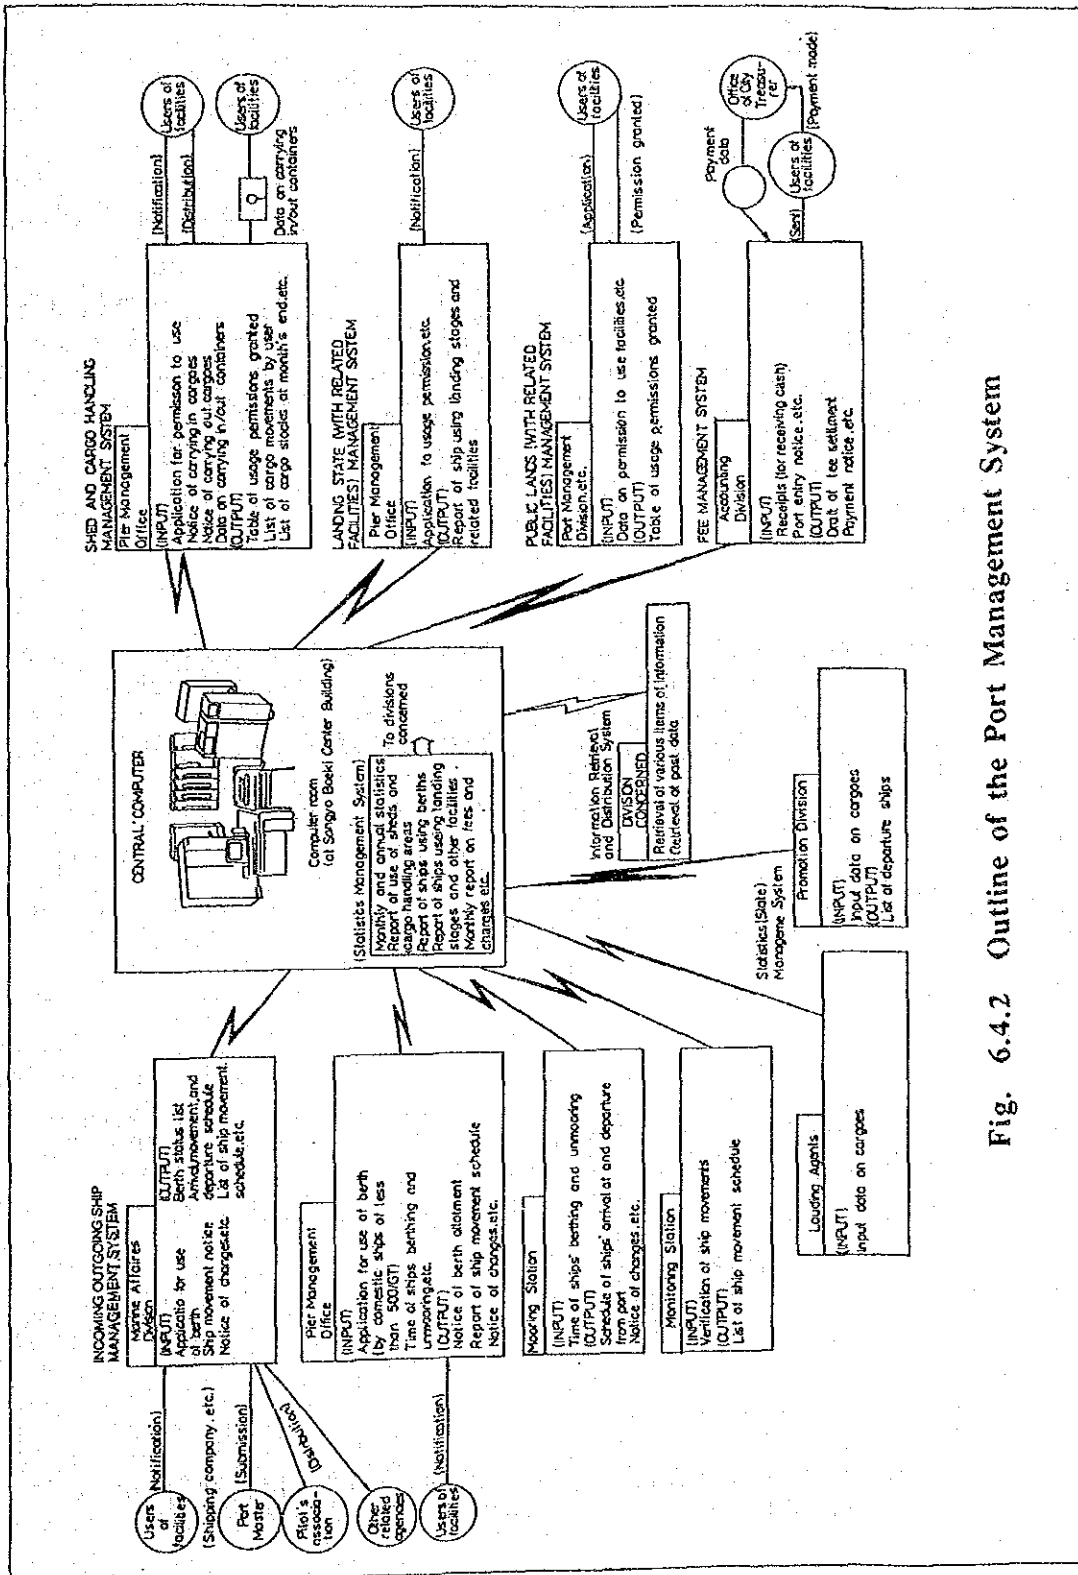 INCOMING OUTGOING SHIP
MANAGEMENT SYSTEM
Marine Affaires
Division
(INPUT)
Applicatio for use
of berth
Ship movement notice
Notice of changes.etc.
(OUTPUT)
Berth status list
Arrival,movement,and
departure schedule
List of ship movement
schedule.etc.
Users
of
facilities
(Notification)
(Shipping company.etc.)
Port
Master
(Submission)
Pilot's
associa-
tion
(Distribution)
Other
related
agencies
Users of
facilities
(Notification)
Pier Management
Office
(INPUT)
Application for use of berth
(by domestic ships of less
than 500/GT)
Time of ships berthing and
unmooring.etc.
(OUTPUT)
Notice of berth allotment
Report of ship movement schedule
Notice of changes.etc.
Mooring Station
(INPUT)
Time of ships' berthing and unmooring
(OUTPUT)
Schedule of ships' arrival at and departure
from port
Notice of changes.etc.
Monitoring Station
(INPUT)
Verification of ship movements
(OUTPUT)
List of ship movement schedule
Lauding Agents
(INPUT)
Input data on cargoes
CENTRAL COMPUTER
Computer room
(at Sangyo Boeki Center Building)
(Statistics Management System)
Monthly and annual statistics
Report of use of sheds and
cargo handling areas
Report of ships using berths
Report of ships useing landing
stages and other facilities
Monthly report on fees and
charges etc.
To divisions
concerned
Information Retrieval
and Distribution System
DIVISION
CONCERNED
Retrieval of various items of information
Retrieval of past data
Statistics (State)
Manageme System
Promotion Division
(INPUT)
Input data on cargoes
(OUTPUT)
List of departure ships
SHED AND CARGO HANDLING
MANAGEMENT SYSTEM
Pier Management
Office
(INPUT)
Application for permisson to use
Notice of carrying in cargoes
Notice of carrying out cargoes
Data on carrying in/out containers
(OUTPUT)
Table of usage permissions granted
List of cargo movements by user
List of cargo stocks at month's end.etc.
(Notification)
(Distribution)
Users of
facilities
Users of
facilities
Data on carrying
in/out containers
LANDING STATE (WITH RELATED
FACILITIES) MANAGEMENT SYSTEM
Pier Management
Office
(INPUT)
Application to usage permission.etc.
(OUTPUT)
Report of ship using landing stages and
related facilities
(Notification)
Users of
facilities
PUBLIC LANDS (WITH RELATED
FACILITIES) MANAGEMENT SYSTEM
Port Management
Division.etc.
(INPUT)
Data on permission to use facilities.etc.
(OUTPUT)
Table of usage permissions granted
(Application)
(Permission granted)
Users of
facilities
FEE MANAGEMENT SYSTEM
Accounting
Division
(INPUT)
Receipts (for receiving cash)
Port entry notice.etc.
(OUTPUT)
Draft of fee settlment
Payment notice.etc.
Payment
data
Office
of City
Treasu-
rer
(Sent)
Users of
facilities
(Payment made)
Fig. 6.4.2 Outline of the Port Management System